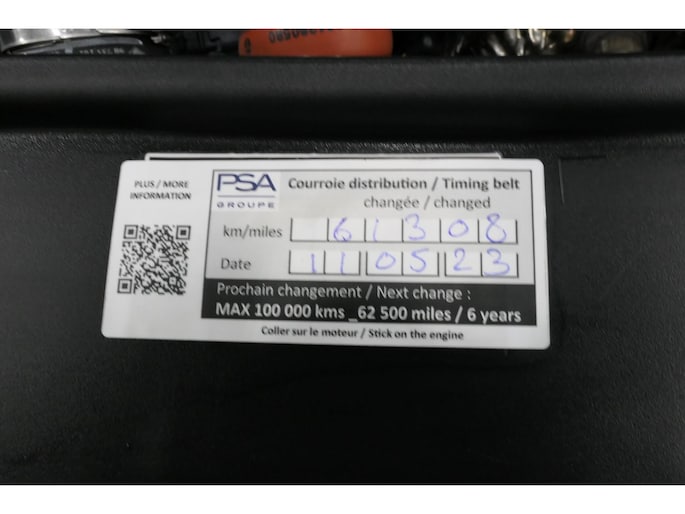 PLUS / MORE
INFORMATION
PSA
GROUPE
Courroie distribution / Timing belt
changée / changed
km/miles 61308
Date 110523
Prochain changement / Next change :
MAX 100 000 kms _62 500 miles / 6 years
Coller sur le moteur / Stick on the engine